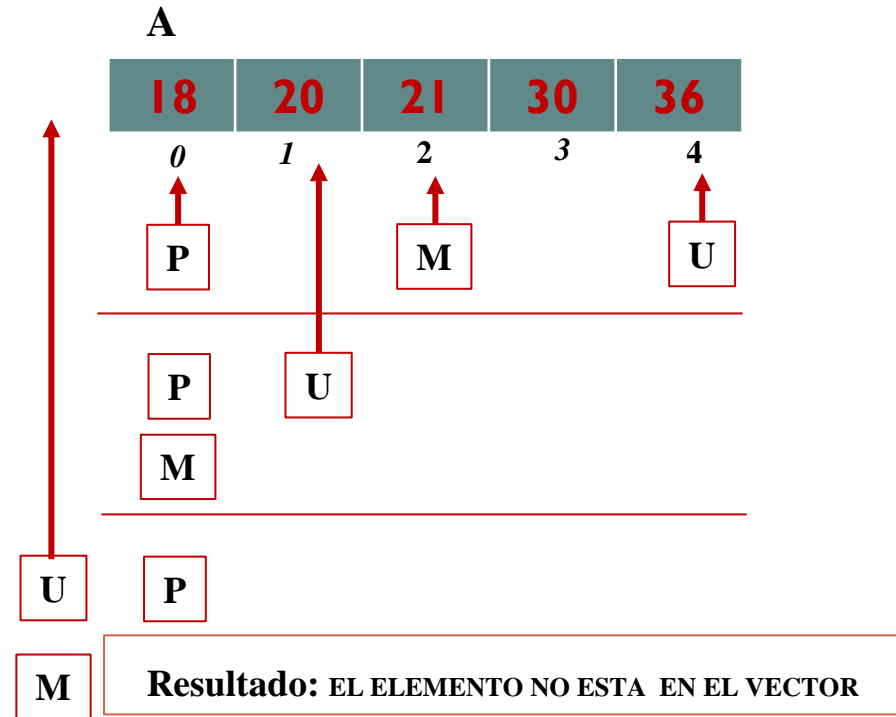 A
18 20 21 30 36
0 1 2 3 4
P M U
P U
M
U P
M
Resultado: EL ELEMENTO NO ESTA EN EL VECTOR